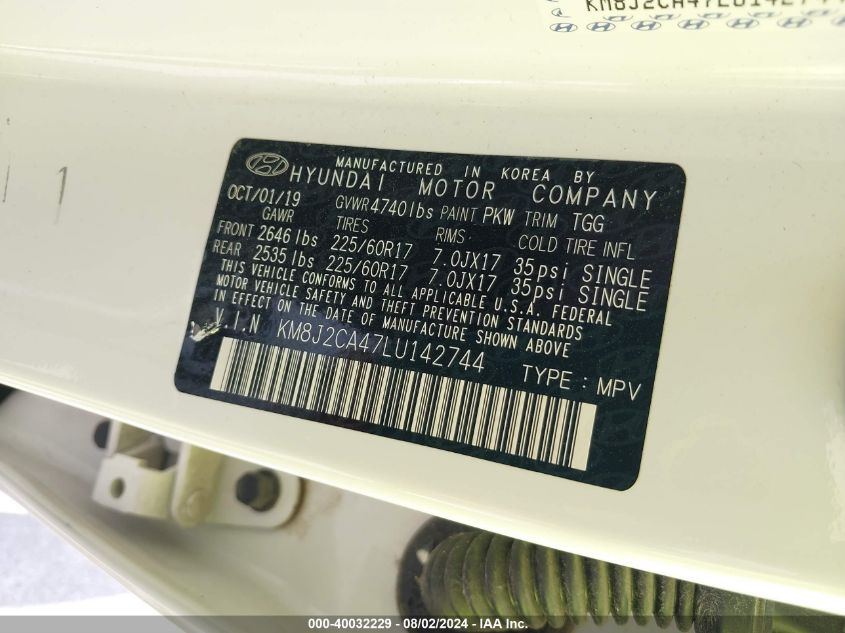 MANUFACTURED IN KOREA BY
HYUNDAI MOTOR COMPANY
OCT/01/19 GVWR 4740 lbs PAINT PKW TRIM TGG
GAWR TIRES RIMS COLD TIRE INFL
FRONT 2646 lbs 225/60R17 7.0JX17 35psi SINGLE
REAR 2535 lbs 225/60R17 7.0JX17 35psi SINGLE
THIS VEHICLE CONFORMS TO ALL APPLICABLE U.S.A. FEDERAL
MOTOR VEHICLE SAFETY AND THEFT PREVENTION STANDARDS
IN EFFECT ON THE DATE OF MANUFACTURE SHOWN ABOVE
V.I.N KM8J2CA47LU142744
TYPE : MPV
000-40032229 - 08/02/2024 - IAA Inc.